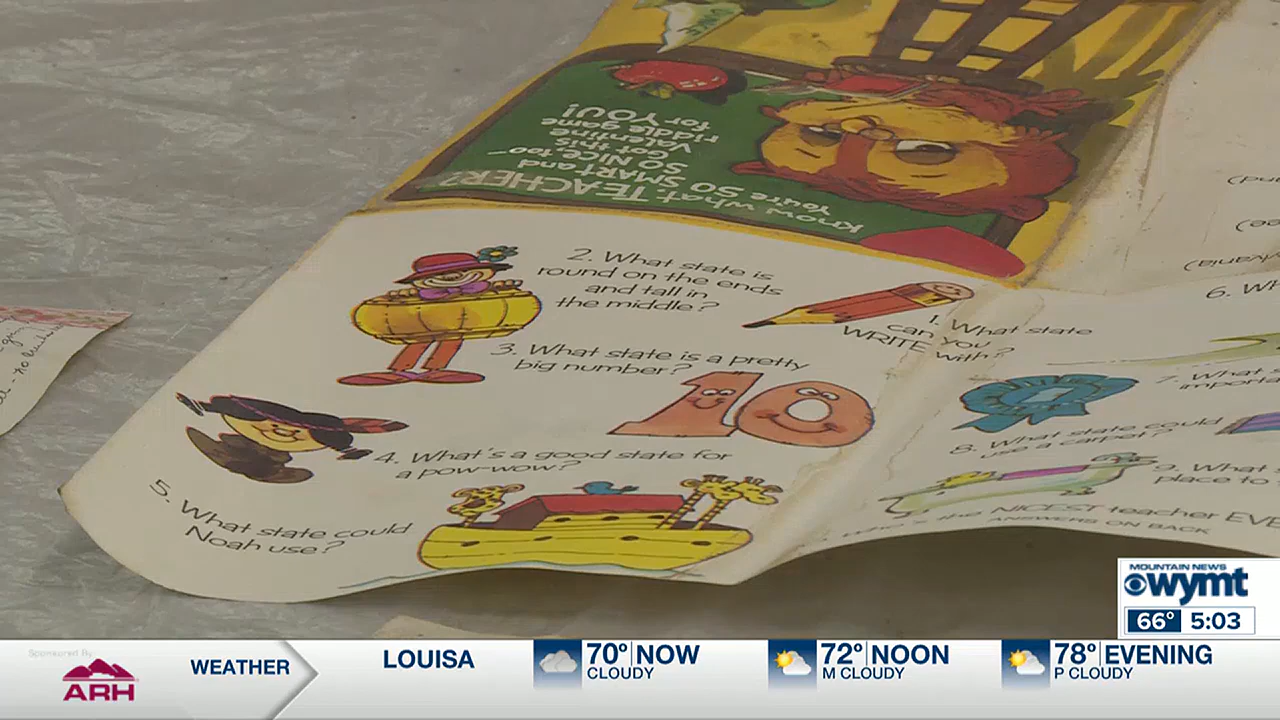 Know what, TEACHER?
You're SO SMART and
SO NICE too—
Got this
Valentine
riddle game
for YOU!
2. What state is
round on the ends
and tall in
the middle?
1. What state
can you
WRITE with?
3. What state is a pretty
big number?
10
4. What's a good state for
a pow-wow?
5. What state could
Noah use?
6.
7. What
8. What state could
use a carpet?
9. What
place to
the NICEST teacher
ANSWERS ON BACK
MOUNTAIN NEWS
wymt
66° 5:03
Sponsored By
ARH
WEATHER
LOUISA
70° NOW
CLOUDY
72° NOON
M CLOUDY
78° EVENING
P CLOUDY